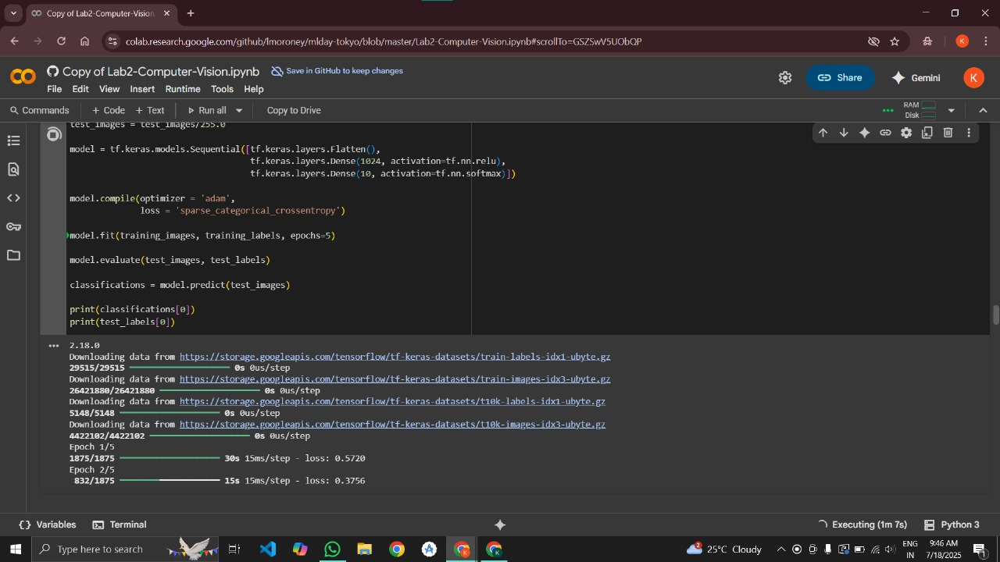 Copy of Lab2-Computer-Vision.
colab.research.google.com/github/lmoroney/mlday-tokyo/blob/master/Lab2-Computer-Vision.ipynb#scrollTo=GSZSwV5UObQP
K
Copy of Lab2-Computer-Vision.ipynb
Save in GitHub to keep changes
File Edit View Insert Runtime Tools Help
Share
Gemini
K
Commands + Code + Text Run all Copy to Drive
RAM
Disk
test_images = test_images/255.0
model = tf.keras.models.Sequential([tf.keras.layers.Flatten(),
tf.keras.layers.Dense(1024, activation=tf.nn.relu),
tf.keras.layers.Dense(10, activation=tf.nn.softmax)])
model.compile(optimizer = 'adam',
loss = 'sparse_categorical_crossentropy')
model.fit(training_images, training_labels, epochs=5)
model.evaluate(test_images, test_labels)
classifications = model.predict(test_images)
print(classifications[0])
print(test_labels[0])
2.18.0
Downloading data from https://storage.googleapis.com/tensorflow/tf-keras-datasets/train-labels-idx1-ubyte.gz
29515/29515 0s 0us/step
Downloading data from https://storage.googleapis.com/tensorflow/tf-keras-datasets/train-images-idx3-ubyte.gz
26421880/26421880 0s 0us/step
Downloading data from https://storage.googleapis.com/tensorflow/tf-keras-datasets/t10k-labels-idx1-ubyte.gz
5148/5148 0s 0us/step
Downloading data from https://storage.googleapis.com/tensorflow/tf-keras-datasets/t10k-images-idx3-ubyte.gz
4422102/4422102 0s 0us/step
Epoch 1/5
1875/1875 30s 15ms/step - loss: 0.5720
Epoch 2/5
832/1875 15s 15ms/step - loss: 0.3756
Variables Terminal
Executing (1m 7s) Python 3
Type here to search
2
25°C Cloudy
ENG
IN
9:46 AM
7/18/2025
1